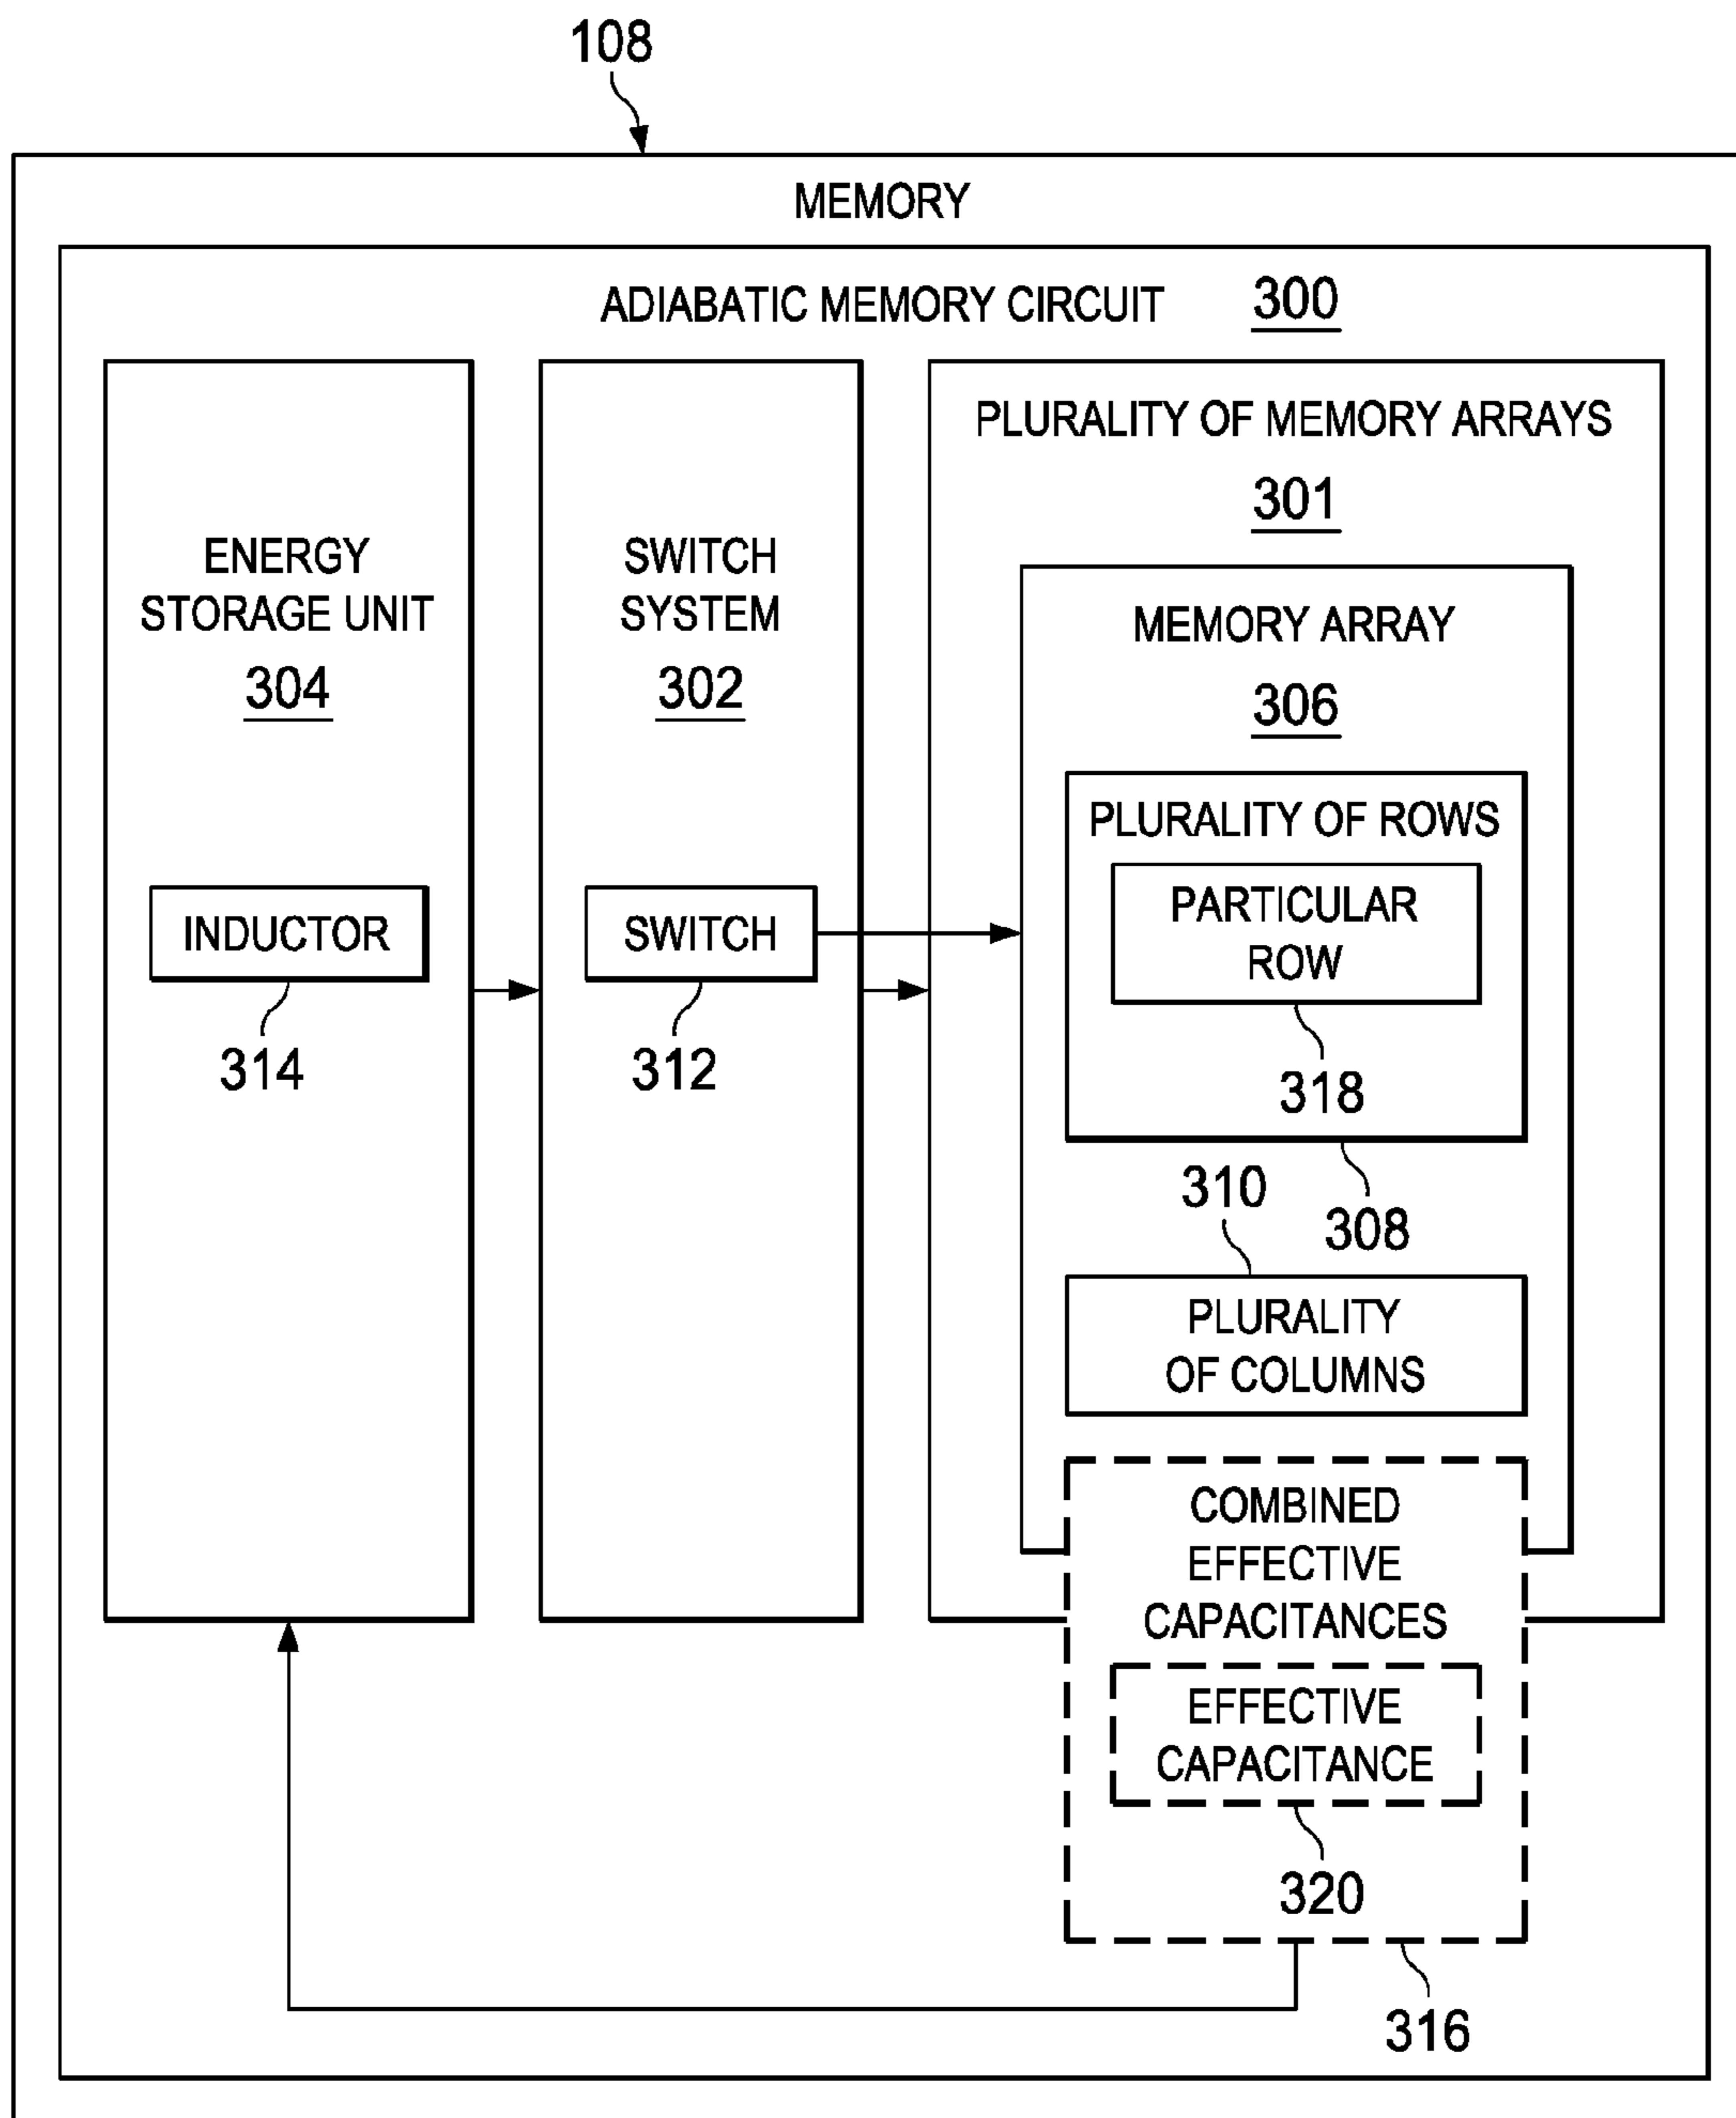 108
MEMORY
ADIABATIC MEMORY CIRCUIT 300
ENERGY
STORAGE UNIT
304
INDUCTOR
314
SWITCH
SYSTEM
302
SWITCH
312
PLURALITY OF MEMORY ARRAYS
301
MEMORY ARRAY
306
PLURALITY OF ROWS
PARTICULAR
ROW
318
308
310
PLURALITY
OF COLUMNS
COMBINED
EFFECTIVE
CAPACITANCES
EFFECTIVE
CAPACITANCE
320
316